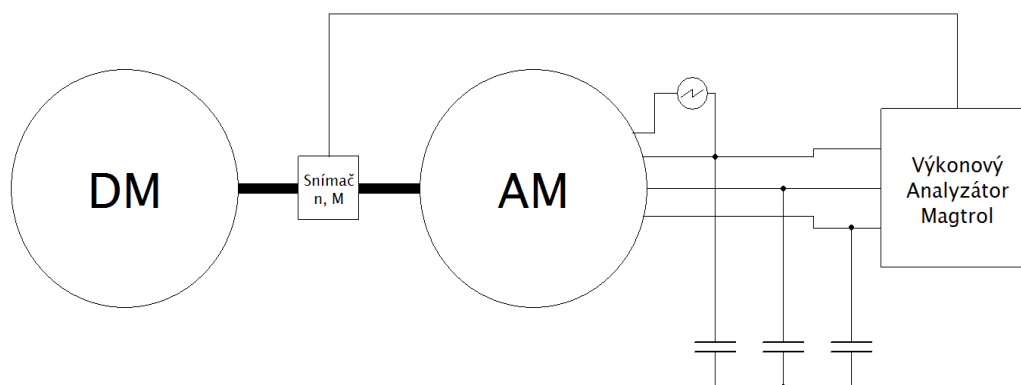 DM
Snímač
n, M
AM
Výkonový
Analyzátor
Magtrol